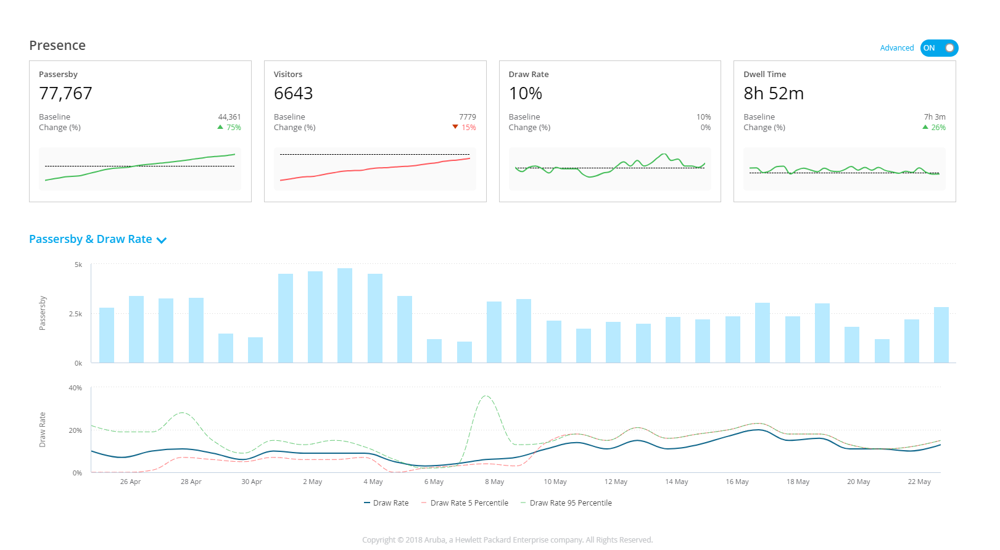 Presence
Advanced ON
Passersby
77,767
Baseline 44,361
Change (%) 75%
Visitors
6643
Baseline 7779
Change (%) 15%
Draw Rate
10%
Baseline 10%
Change (%) 0%
Dwell Time
8h 52m
Baseline 7h 3m
Change (%) 26%
Passersby & Draw Rate
Passersby
5k
2.5k
0k
Draw Rate
40%
20%
0%
26 Apr 28 Apr 30 Apr 2 May 4 May 6 May 8 May 10 May 12 May 14 May 16 May 18 May 20 May 22 May
Draw Rate Draw Rate 5 Percentile Draw Rate 95 Percentile
Copyright © 2018 Aruba, a Hewlett Packard Enterprise company. All Rights Reserved.